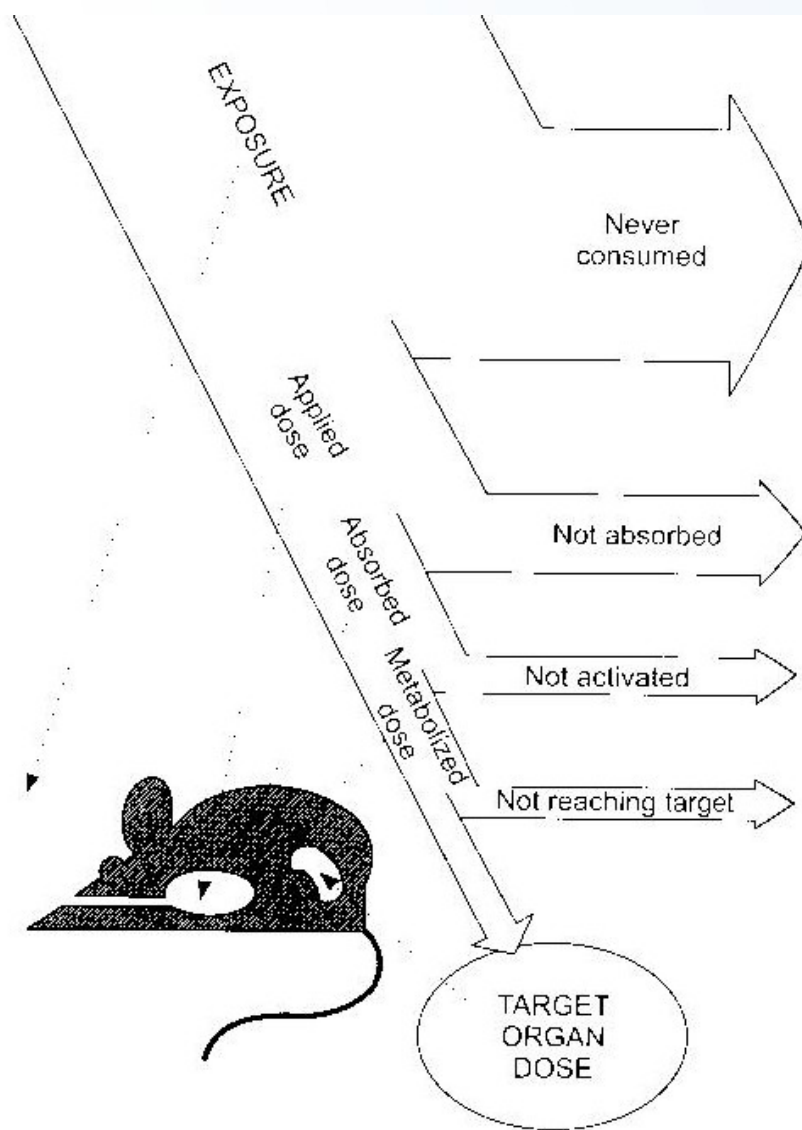 EXPOSURE
Never
consumed
Applied
dose
Not absorbed
Absorbed
dose
Not activated
Metabolized
dose
Not reaching target
TARGET
ORGAN
DOSE